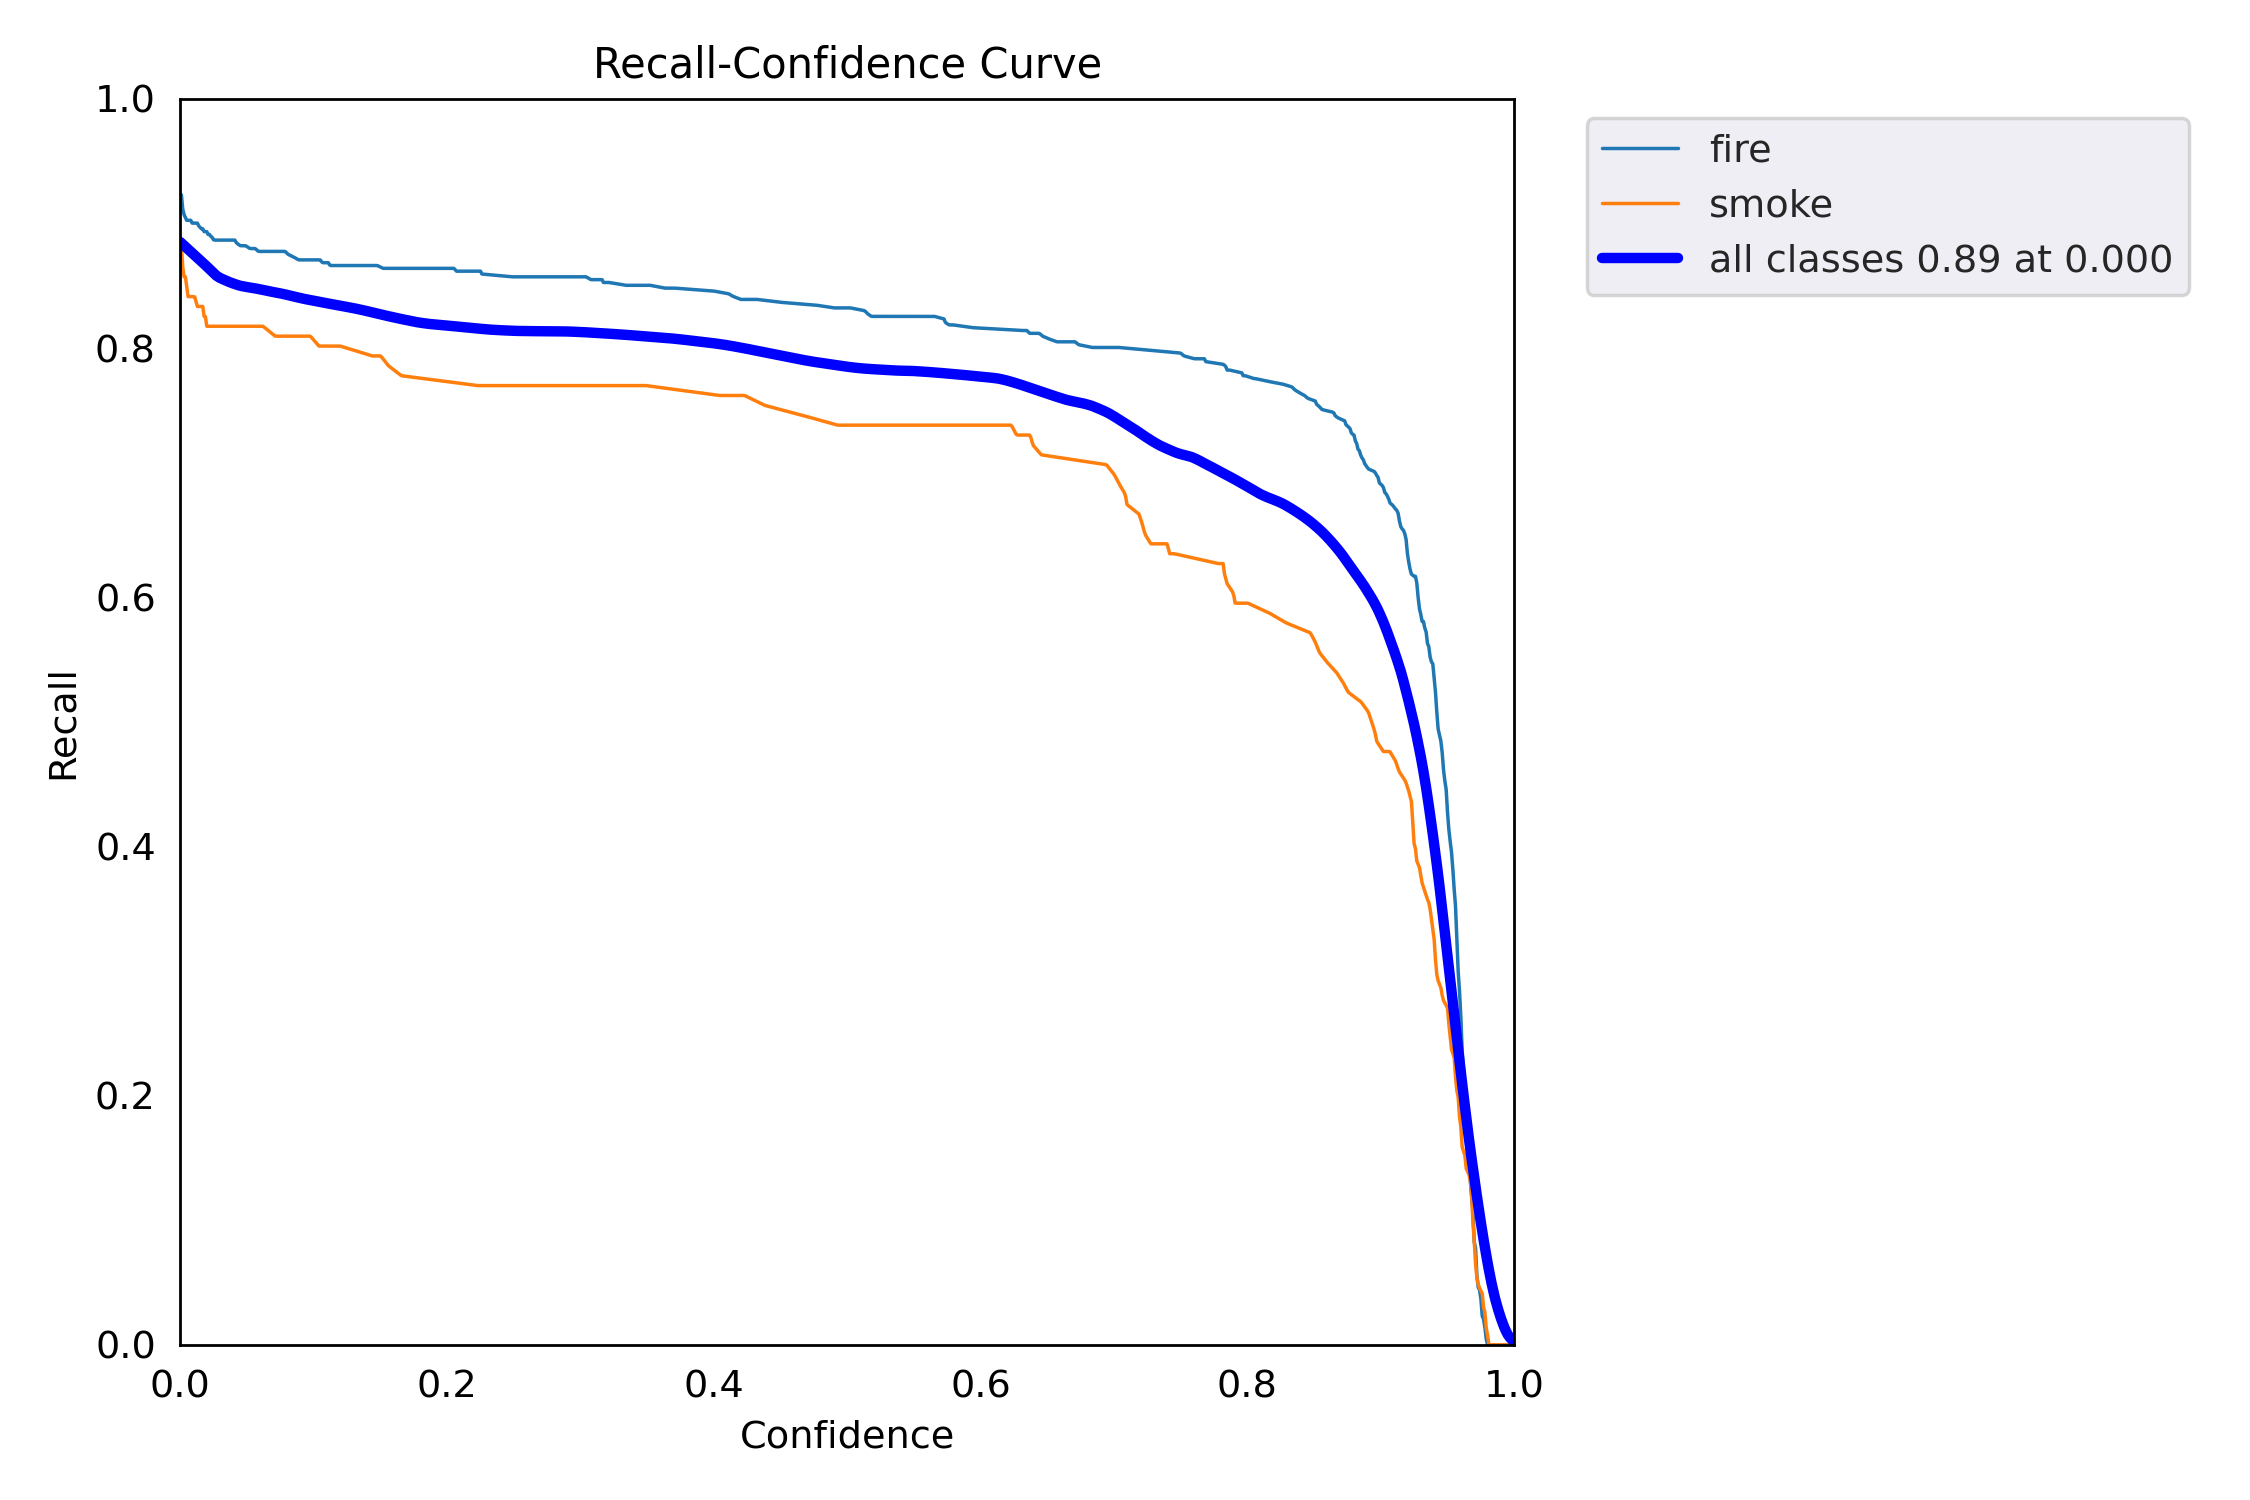 Recall-Confidence Curve
1.0
0.8
0.6
0.4
0.2
0.0
Recall
0.0 0.2 0.4 0.6 0.8 1.0
Confidence
fire
smoke
all classes 0.89 at 0.000